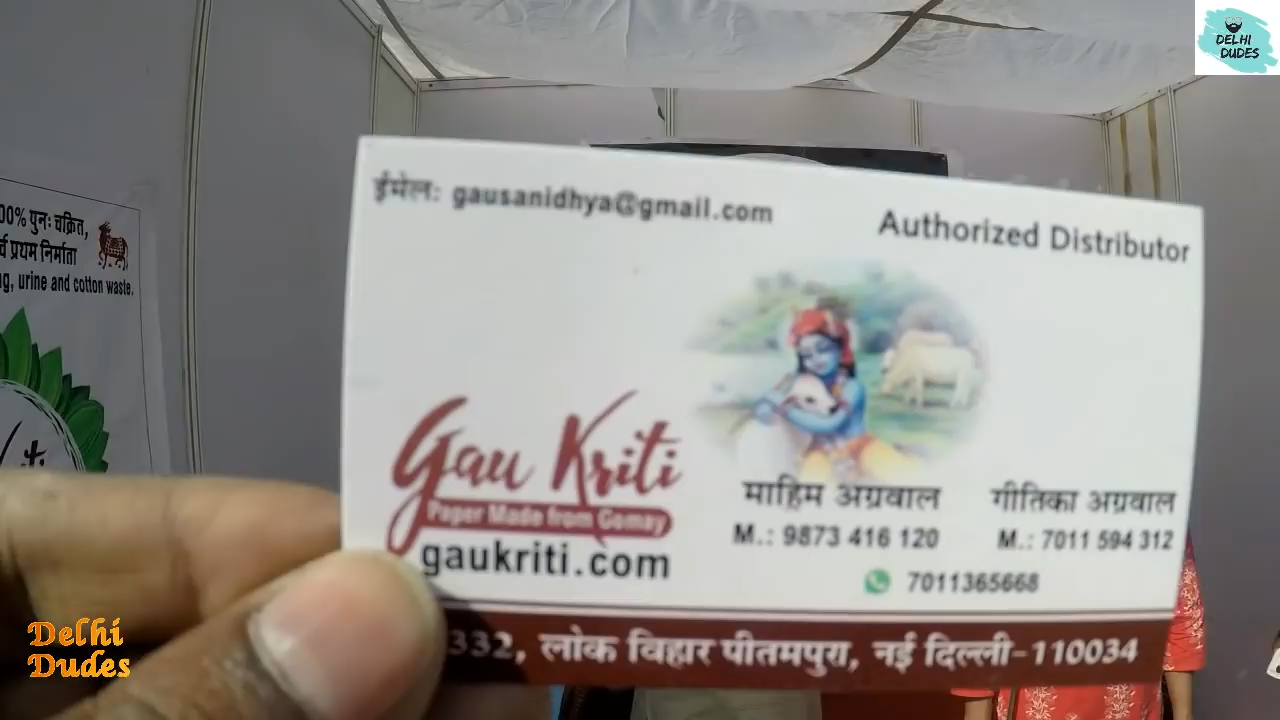 DELHI
DUDES
00% पुनः चक्रित,
र्व प्रथम निर्माता
g, urine and cotton waste.
ईमेल: gausanidhya@gmail.com
Authorized Distributor
Gau Kriti
Paper Made from Gomay
gaukriti.com
माहिम अग्रवाल
M.: 9873 416 120
गीतिका अग्रवाल
M.: 7011 594 312
7011365668
332, लोक विहार पीतमपुरा, नई दिल्ली-110034
Delhi
Dudes